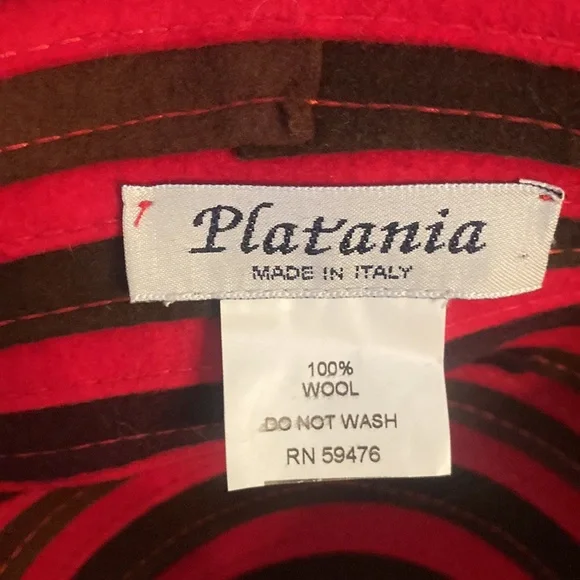 Platania
MADE IN ITALY
100%
WOOL
DO NOT WASH
RN 59476